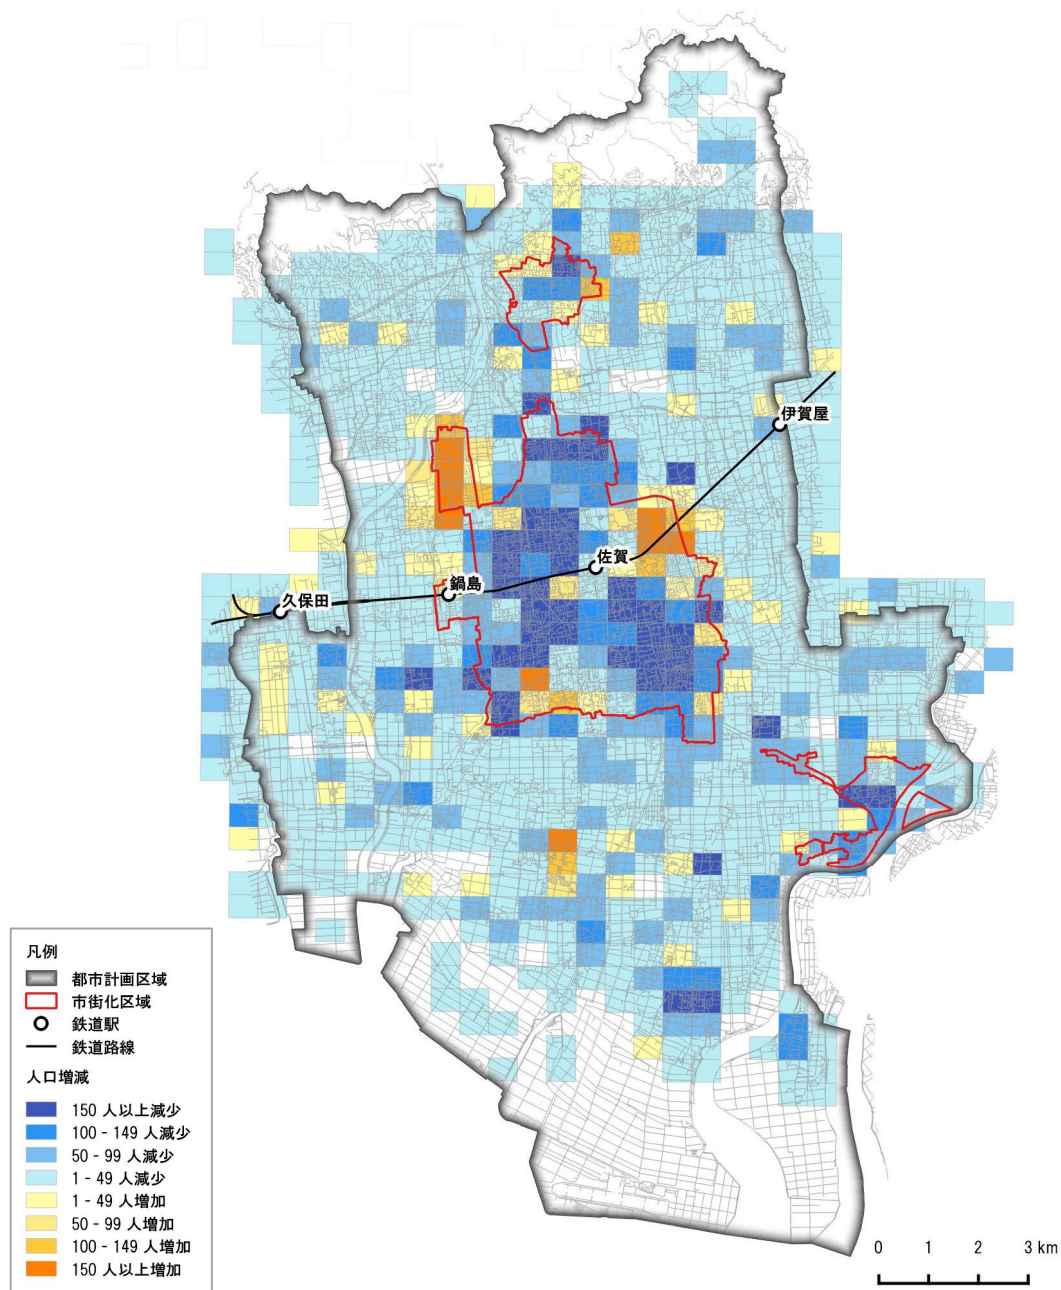 伊賀屋
佐賀
鍋島
久保田
凡例
都市計画区域
市街化区域
鉄道駅
鉄道路線
人口増減
150 人以上減少
100 - 149 人減少
50 - 99 人減少
1 - 49 人減少
1 - 49 人増加
50 - 99 人増加
100 - 149 人増加
150 人以上増加
0 1 2 3 km